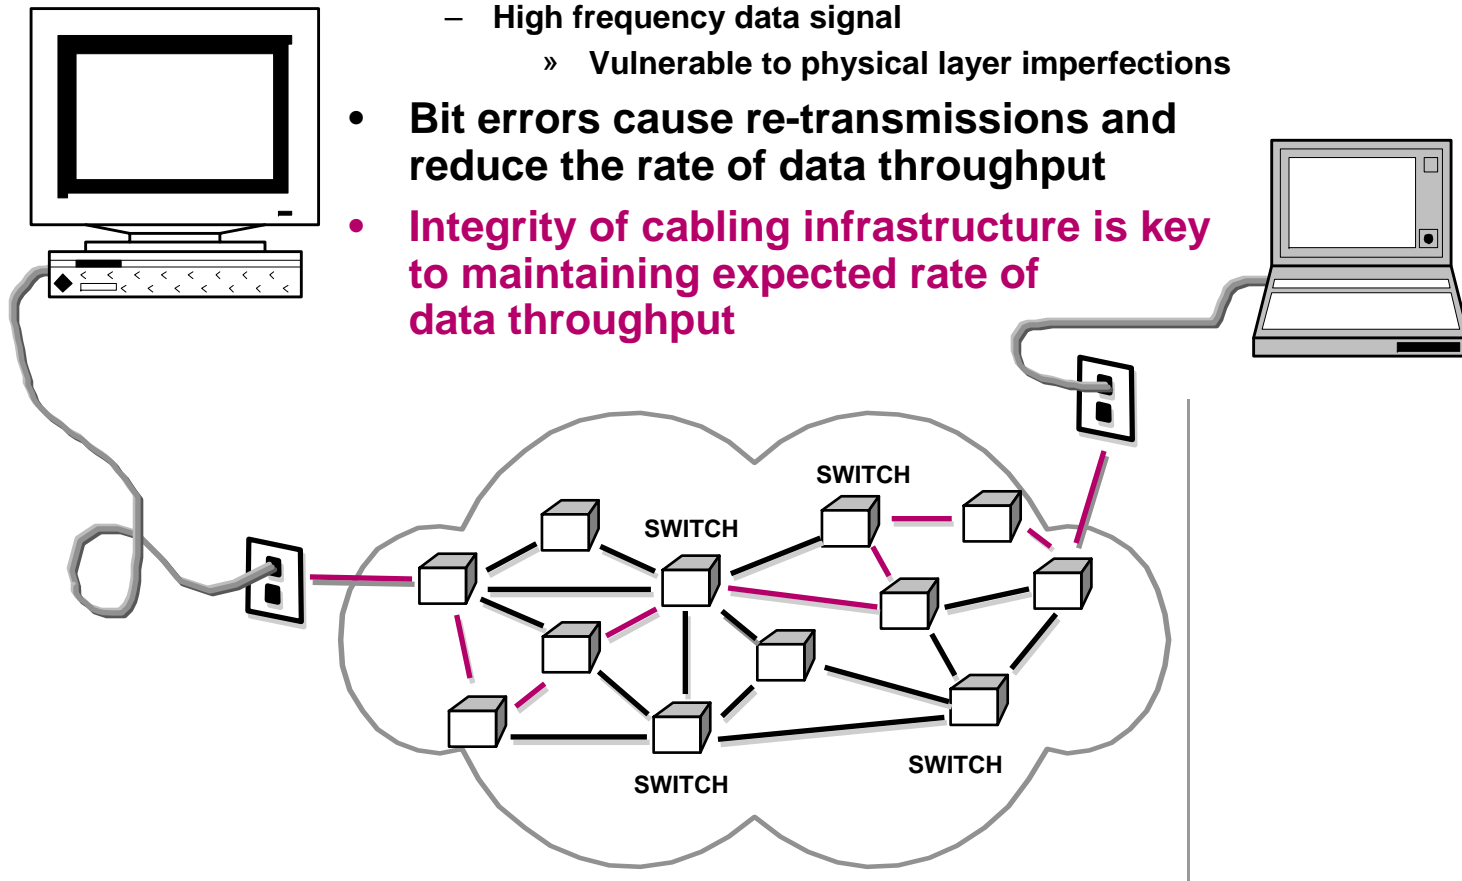 – High frequency data signal
» Vulnerable to physical layer imperfections
• Bit errors cause re-transmissions and
reduce the rate of data throughput
• Integrity of cabling infrastructure is key
to maintaining expected rate of
data throughput
SWITCH
SWITCH
SWITCH
SWITCH